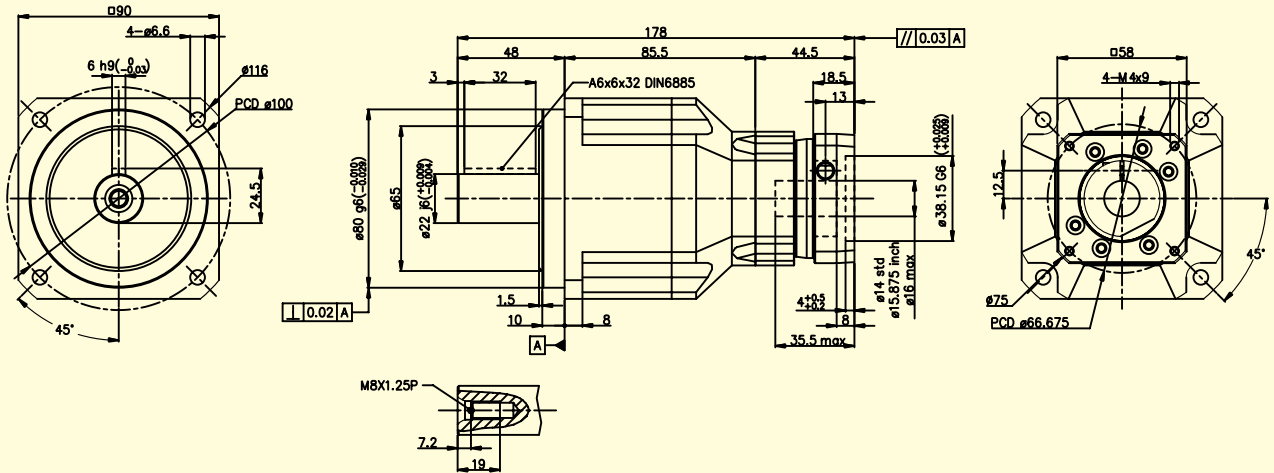 □90
4-ø6.6
6 h9(0/-0.03)
ø116
PCD ø100
24.5
45°
178
// 0.03 A
48
85.5
44.5
3
32
A6x6x32 DIN6885
18.5
13
ø80 g6(-0.010/-0.029)
ø65
ø22 j6(+0.009/-0.004)
ø38.15 G6 (+0.025/+0.009)
1.5
⊥ 0.02 A
10
8
A
4+0.5/+0.2
ø14 std
ø15.875 inch
ø16 max
8
35.5 max
□58
4-M4x9
12.5
45°
ø75
PCD ø66.675
M8X1.25P
7.2
19